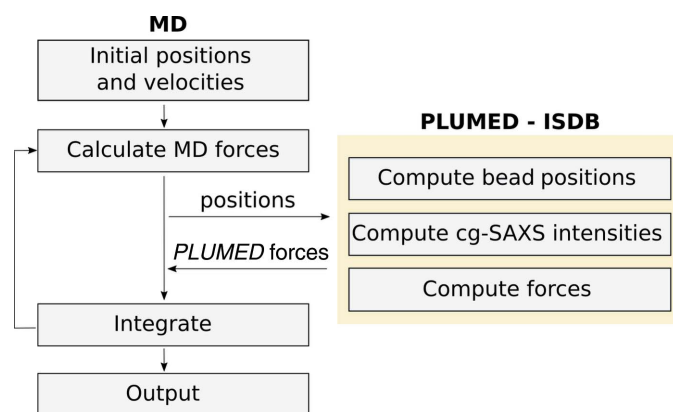 MD
Initial positions
and velocities
Calculate MD forces
positions
PLUMED forces
Integrate
Output
PLUMED - ISDB
Compute bead positions
Compute cg-SAXS intensities
Compute forces